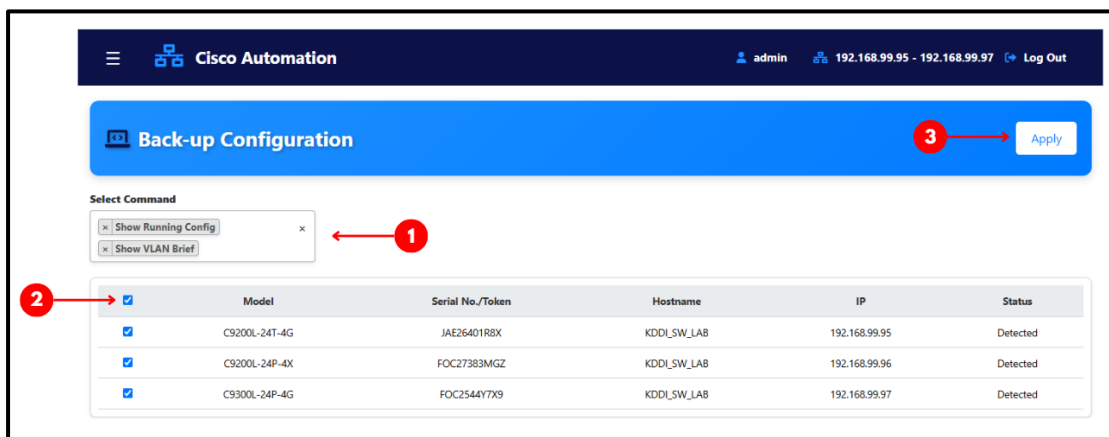 Cisco Automation admin 192.168.99.95 - 192.168.99.97 Log Out
Back-up Configuration 3 Apply
Select Command
× Show Running Config ×
1
× Show VLAN Brief
2 Model Serial No./Token Hostname IP Status
C9200L-24T-4G JAE26401R8X KDDI_SW_LAB 192.168.99.95 Detected
C9200L-24P-4X FOC27383MGZ KDDI_SW_LAB 192.168.99.96 Detected
C9300L-24P-4G FOC2544Y7X9 KDDI_SW_LAB 192.168.99.97 Detected